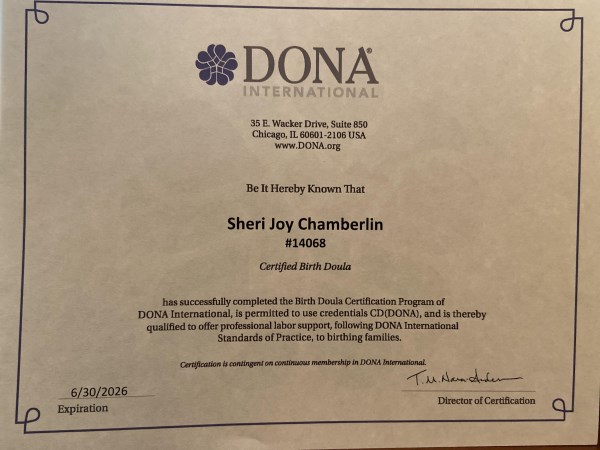 DONA®
INTERNATIONAL
35 E. Wacker Drive, Suite 850
Chicago, IL 60601-2106 USA
www.DONA.org
Be It Hereby Known That
Sheri Joy Chamberlin
#14068
Certified Birth Doula
has successfully completed the Birth Doula Certification Program of
DONA International, is permitted to use credentials CD(DONA), and is thereby
qualified to offer professional labor support, following DONA International
Standards of Practice, to birthing families.
Certification is contingent on continuous membership in DONA International.
6/30/2026
Expiration
Director of Certification